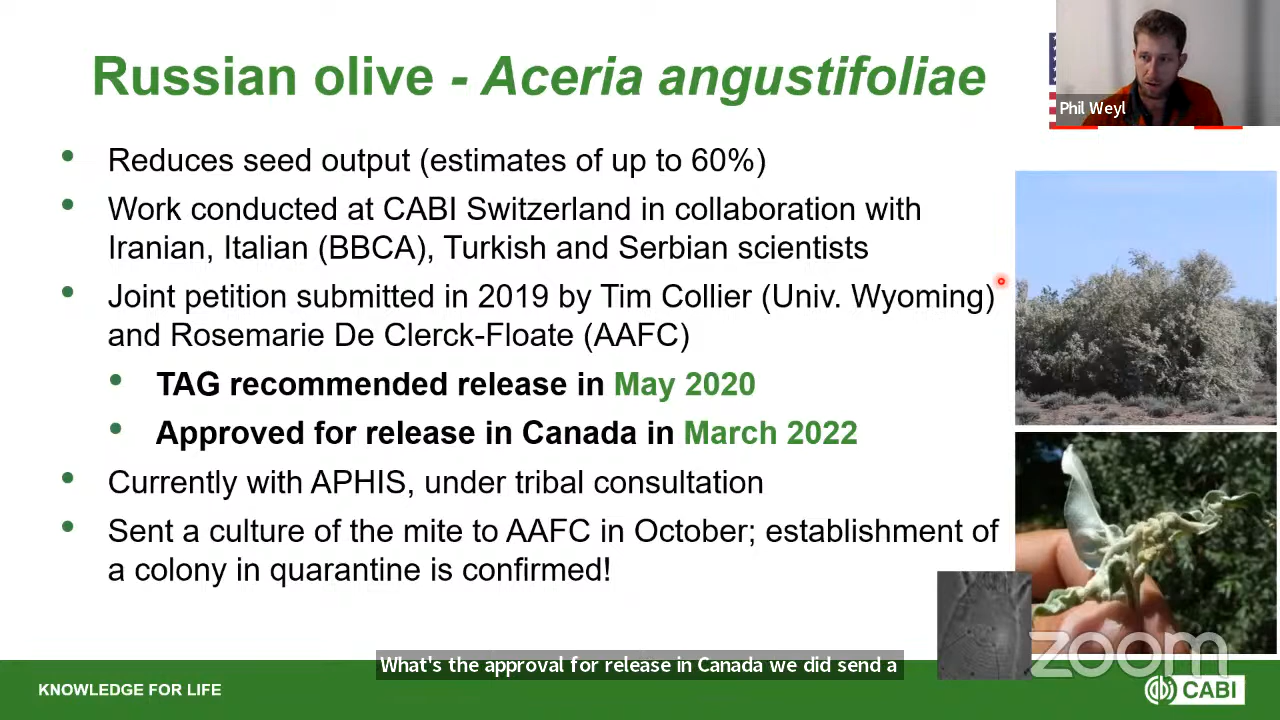 Russian olive - Aceria angustifoliae
Phil Weyl
• Reduces seed output (estimates of up to 60%)
• Work conducted at CABI Switzerland in collaboration with
Iranian, Italian (BBCA), Turkish and Serbian scientists
• Joint petition submitted in 2019 by Tim Collier (Univ. Wyoming)
and Rosemarie De Clerck-Floate (AAFC)
• TAG recommended release in May 2020
• Approved for release in Canada in March 2022
• Currently with APHIS, under tribal consultation
• Sent a culture of the mite to AAFC in October; establishment of
a colony in quarantine is confirmed!
zoom
What's the approval for release in Canada we did send a
KNOWLEDGE FOR LIFE
CABI